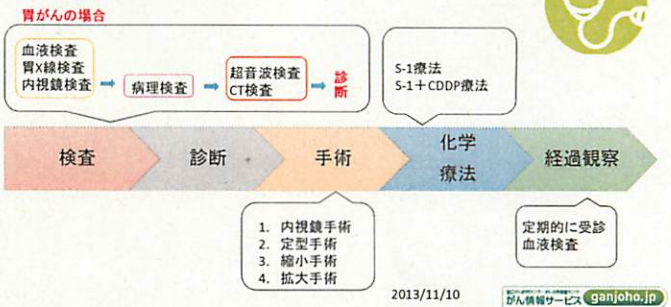 胃がんの場合
血液検査
胃X線検査
内視鏡検査
病理検査
超音波検査
CT検査
診断
S-1療法
S-1+CDDP療法
検査
診断
手術
化学
療法
経過観察
1. 内視鏡手術
2. 定型手術
3. 縮小手術
4. 拡大手術
定期的に受診
血液検査
2013/11/10
がん情報サービス ganjoho.jp